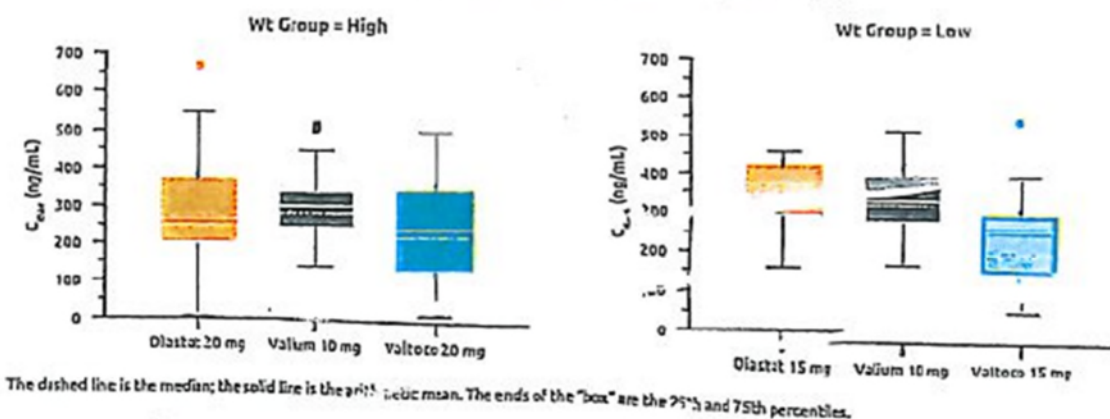 Wt Group = High
Wt Group = Low
700
600
500
400
300
200
100
0
(ng/mL)
Diastat 20 mg
Valium 10 mg
Valtoco 20 mg
700
600
500
400
200
0
(ng/mL)
Diastat 15 mg
Valium 10 mg
Valtoco 15 mg
The dashed line is the median; the solid line is the mean. The ends of the "box" are the 25th and 75th percentiles.